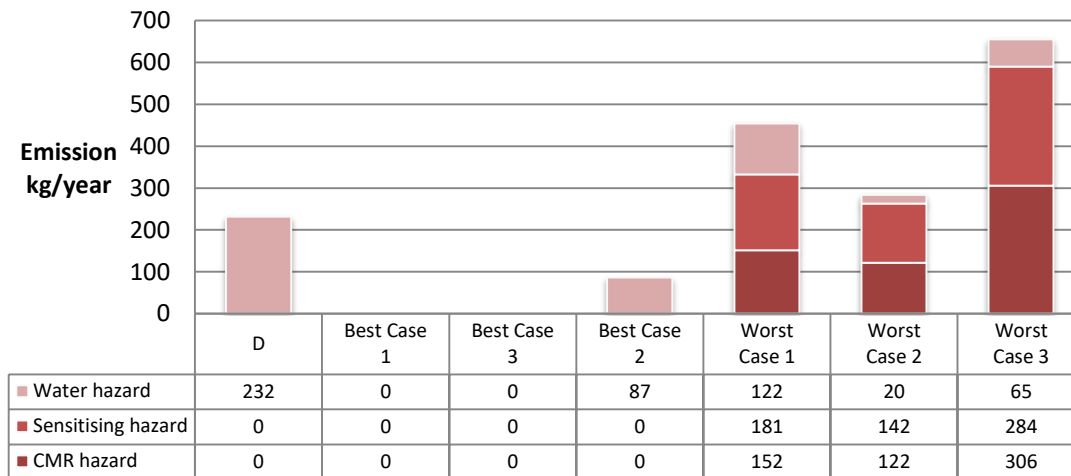 700
600
500
400
300
200
100
0
Emission
kg/year
D
Best Case
1
Best Case
3
Best Case
2
Worst
Case 1
Worst
Case 2
Worst
Case 3
Water hazard 232 0 0 87 122 20 65
Sensitising hazard 0 0 0 0 181 142 284
CMR hazard 0 0 0 0 152 122 306